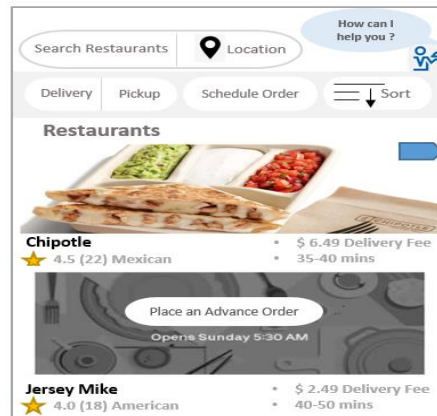 How can I
help you ?
Search Restaurants
Location
Delivery
Pickup
Schedule Order
Sort
Restaurants
CHIPOTLE
Chipotle
• $ 6.49 Delivery Fee
4.5 (22) Mexican
• 35-40 mins
Place an Advance Order
Opens Sunday 5:30 AM
Jersey Mike
• $ 2.49 Delivery Fee
4.0 (18) American
• 40-50 mins